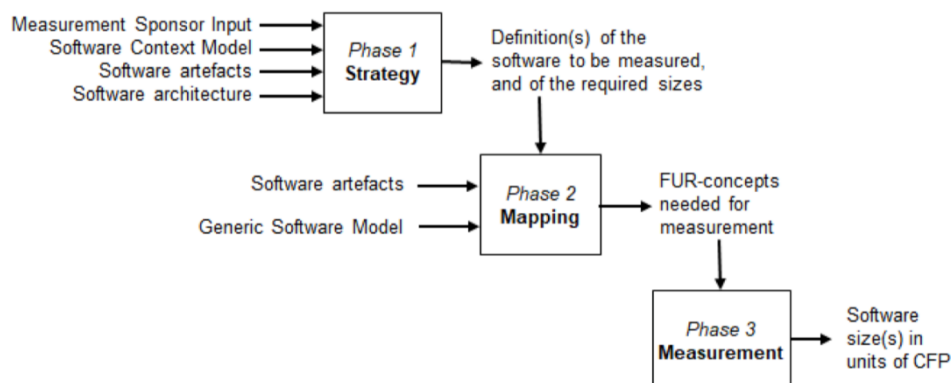 Measurement Sponsor Input
Software Context Model
Software artefacts
Software architecture
Phase 1
Strategy
Definition(s) of the
software to be measured,
and of the required sizes
Software artefacts
Generic Software Model
Phase 2
Mapping
FUR-concepts
needed for
measurement
Phase 3
Measurement
Software
size(s) in
units of CFP